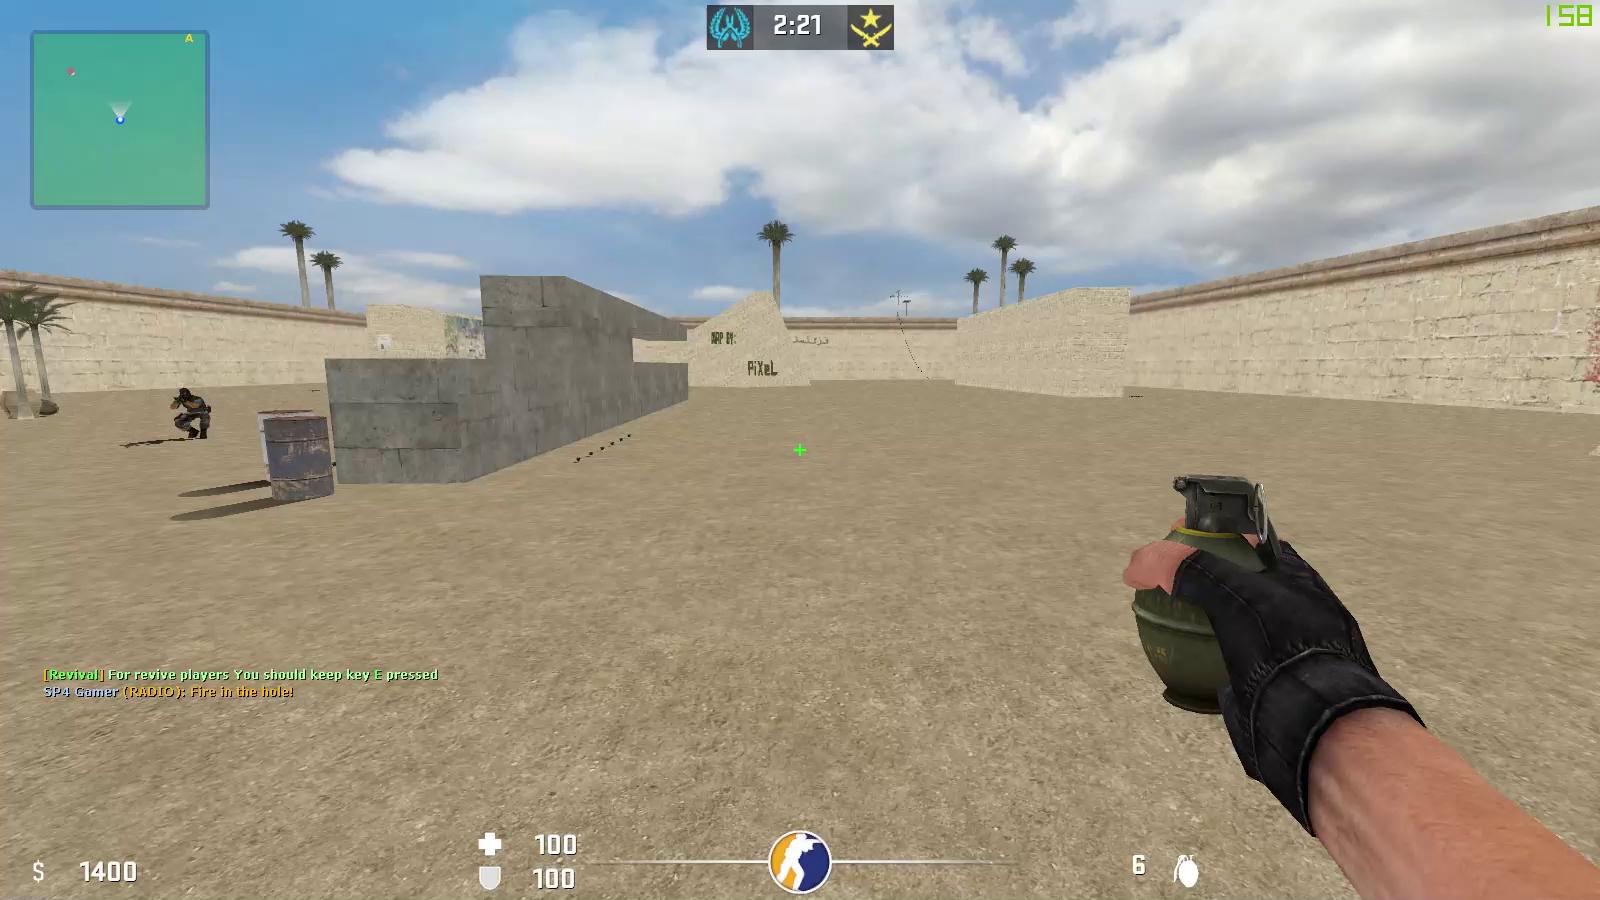 A
2:21
158
MAP BY:
PiXeL
[Revival] For revive players You should keep key E pressed
SP4 Gamer (RADIO): Fire in the hole!
$ 1400
100
100
6